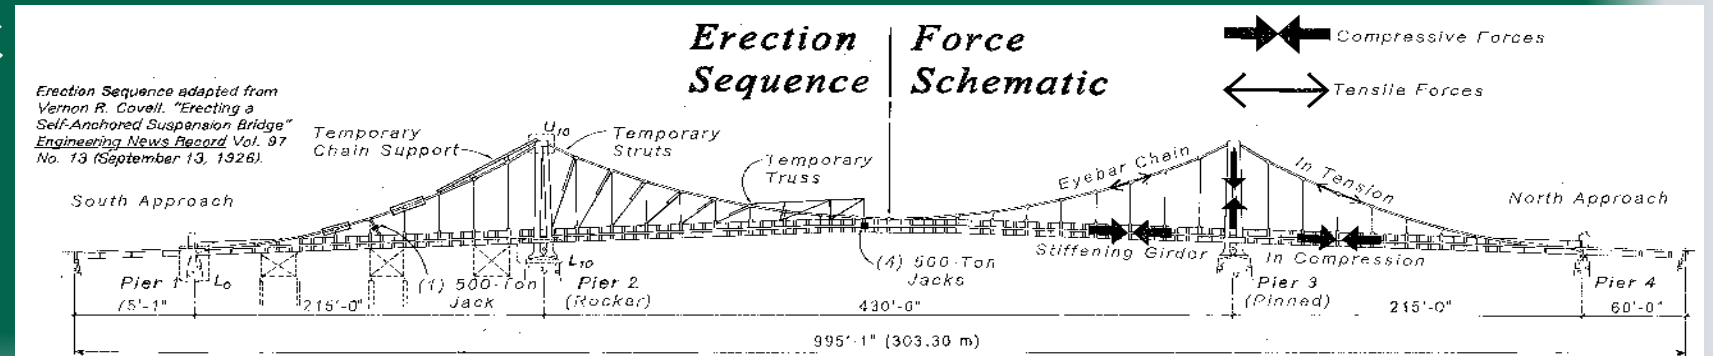 Erection Sequence
Force Schematic
Compressive Forces
Tensile Forces
Erection Sequence adapted from
Vernon R. Covell. "Erecting a
Self-Anchored Suspension Bridge"
Engineering News Record Vol. 97
No. 13 (September 13, 1926).
Temporary
Chain Support
U10
Temporary
Struts
Temporary
Truss
Eyebar Chain
In Tension
South Approach
North Approach
Stiffening Girder
In Compression
Pier 1
L0
(1) 500-Ton
Jack
L10
Pier 2
(Rocker)
(4) 500-Ton
Jacks
Pier 3
(Pinned)
Pier 4
75'-1"
215'-0"
430'-0"
215'-0"
60'-0"
995'-1" (303.30 m)